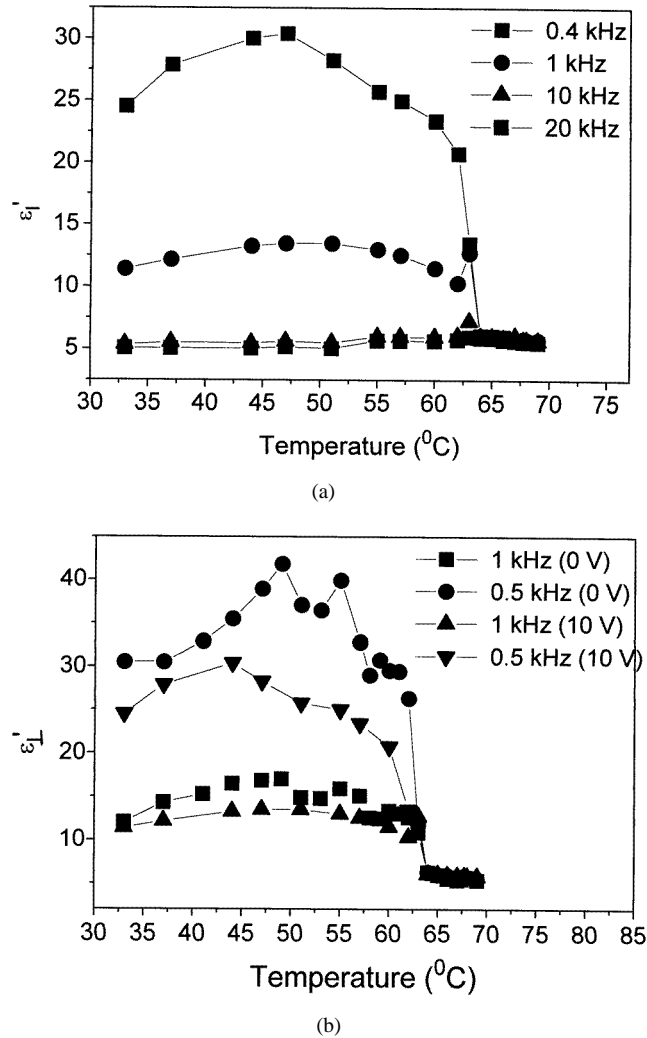 30
25
20
15
10
5
ε∥'
0.4 kHz
1 kHz
10 kHz
20 kHz
30 35 40 45 50 55 60 65 70 75
Temperature (⁰C)
(a)
40
30
20
10
ε⊥'
1 kHz (0 V)
0.5 kHz (0 V)
1 kHz (10 V)
0.5 kHz (10 V)
30 35 40 45 50 55 60 65 70 75 80 85
Temperature (⁰C)
(b)